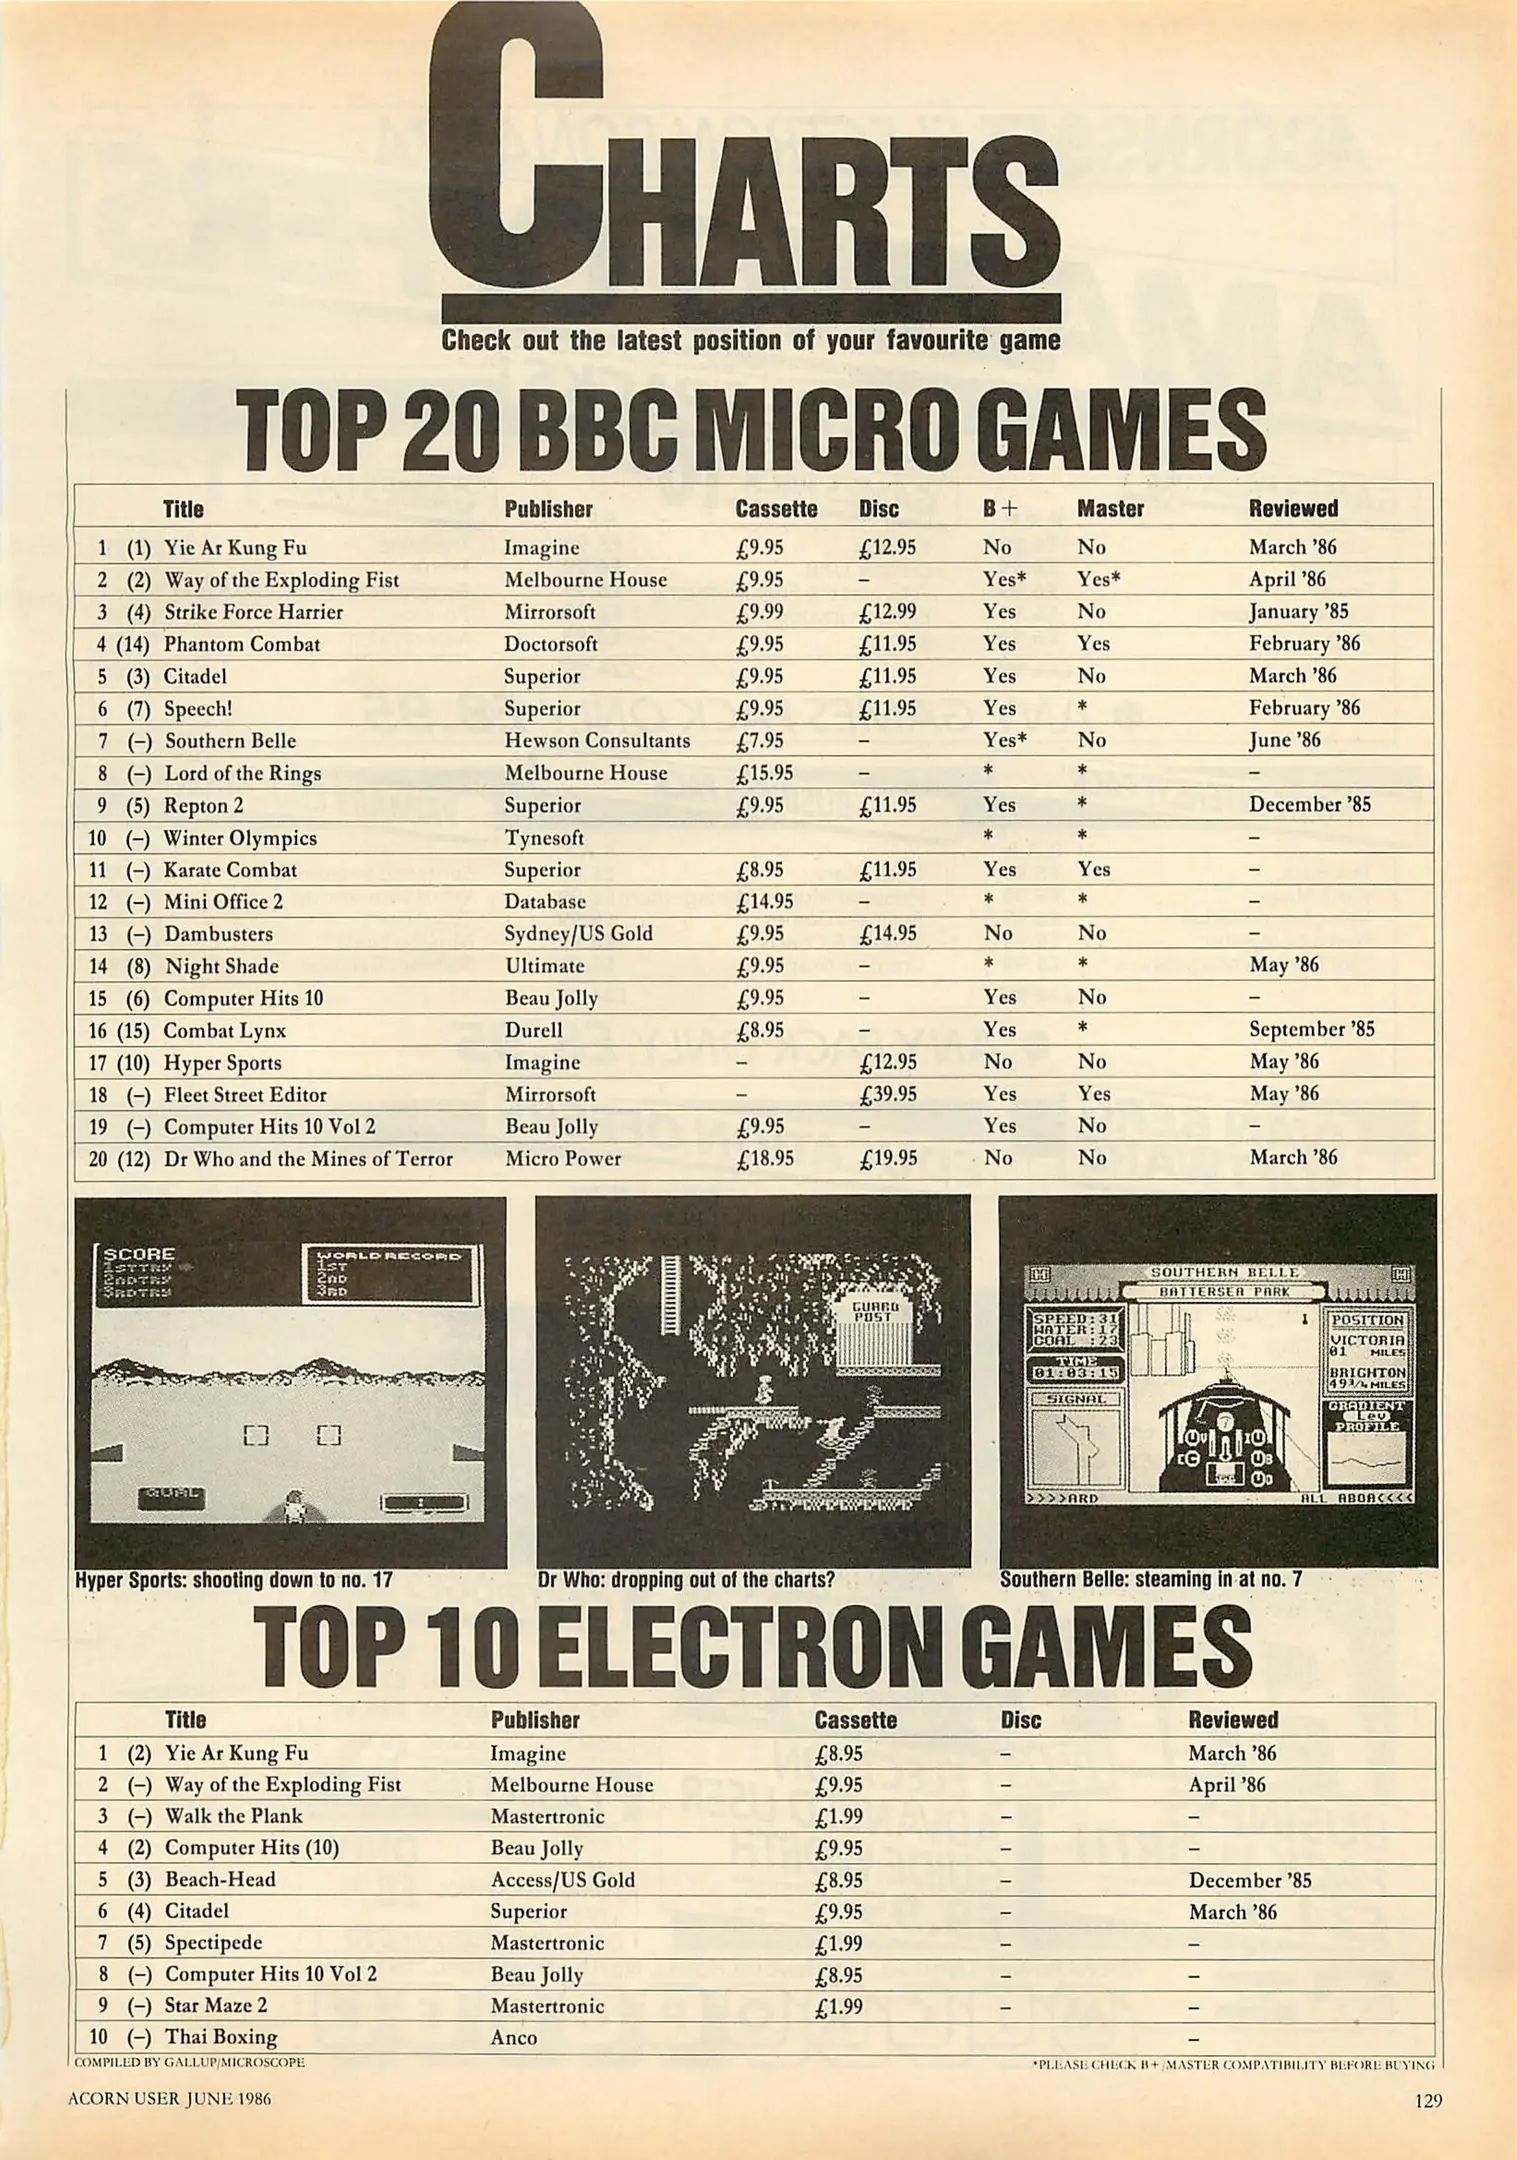 CHARTS
Check out the latest position of your favourite game
TOP 20 BBC MICRO GAMES
Title Publisher Cassette Disc B+ Master Reviewed
1 (1) Yie Ar Kung Fu Imagine £9.95 £12.95 No No March '86
2 (2) Way of the Exploding Fist Melbourne House £9.95 – Yes* Yes* April '86
3 (4) Strike Force Harrier Mirrorsoft £9.99 £12.99 Yes No January '85
4 (14) Phantom Combat Doctorsoft £9.95 £11.95 Yes Yes February '86
5 (3) Citadel Superior £9.95 £11.95 Yes No March '86
6 (7) Speech! Superior £9.95 £11.95 Yes * February '86
7 (–) Southern Belle Hewson Consultants £7.95 – Yes* No June '86
8 (–) Lord of the Rings Melbourne House £15.95 – * * –
9 (5) Repton 2 Superior £9.95 £11.95 Yes * December '85
10 (–) Winter Olympics Tynesoft * * –
11 (–) Karate Combat Superior £8.95 £11.95 Yes Yes –
12 (–) Mini Office 2 Database £14.95 – * * –
13 (–) Dambusters Sydney/US Gold £9.95 £14.95 No No –
14 (8) Night Shade Ultimate £9.95 – * * May '86
15 (6) Computer Hits 10 Beau Jolly £9.95 – Yes No –
16 (15) Combat Lynx Durell £8.95 – Yes * September '85
17 (10) Hyper Sports Imagine – £12.95 No No May '86
18 (–) Fleet Street Editor Mirrorsoft – £39.95 Yes Yes May '86
19 (–) Computer Hits 10 Vol 2 Beau Jolly £9.95 – Yes No –
20 (12) Dr Who and the Mines of Terror Micro Power £18.95 £19.95 No No March '86
SCORE WORLD RECORD
1STTRY 1ST
2NDTRY 2ND
3RDTRY 3RD
GUARD
POST
SOUTHERN BELLE
BATTERSEA PARK
SPEED:31
WATER:17
COAL :23
TIME
01:03:15
SIGNAL
POSITION
VICTORIA
01 MILES
BRIGHTON
49¾ MILES
GRADIENT
Lev
PROFILE
>>>>ARD ALL ABOA<<<<
Hyper Sports: shooting down to no. 17
Dr Who: dropping out of the charts?
Southern Belle: steaming in at no. 7
TOP 10 ELECTRON GAMES
Title Publisher Cassette Disc Reviewed
1 (2) Yie Ar Kung Fu Imagine £8.95 – March '86
2 (–) Way of the Exploding Fist Melbourne House £9.95 – April '86
3 (–) Walk the Plank Mastertronic £1.99 – –
4 (2) Computer Hits (10) Beau Jolly £9.95 – –
5 (3) Beach-Head Access/US Gold £8.95 – December '85
6 (4) Citadel Superior £9.95 – March '86
7 (5) Spectipede Mastertronic £1.99 – –
8 (–) Computer Hits 10 Vol 2 Beau Jolly £8.95 – –
9 (–) Star Maze 2 Mastertronic £1.99 – –
10 (–) Thai Boxing Anco –
COMPILED BY GALLUP/MICROSCOPE
*PLEASE CHECK B+/MASTER COMPATIBILITY BEFORE BUYING
ACORN USER JUNE 1986
129